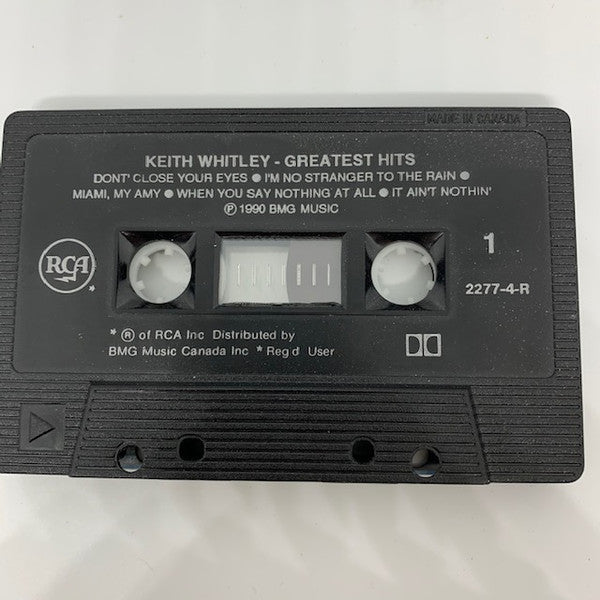 MADE IN CANADA
KEITH WHITLEY - GREATEST HITS
DONT' CLOSE YOUR EYES ● I'M NO STRANGER TO THE RAIN ●
MIAMI, MY AMY ● WHEN YOU SAY NOTHING AT ALL ● IT AIN'T NOTHIN'
℗ 1990 BMG MUSIC
RCA *
1
2277-4-R
* ® of RCA Inc Distributed by
BMG Music Canada Inc * Reg'd User